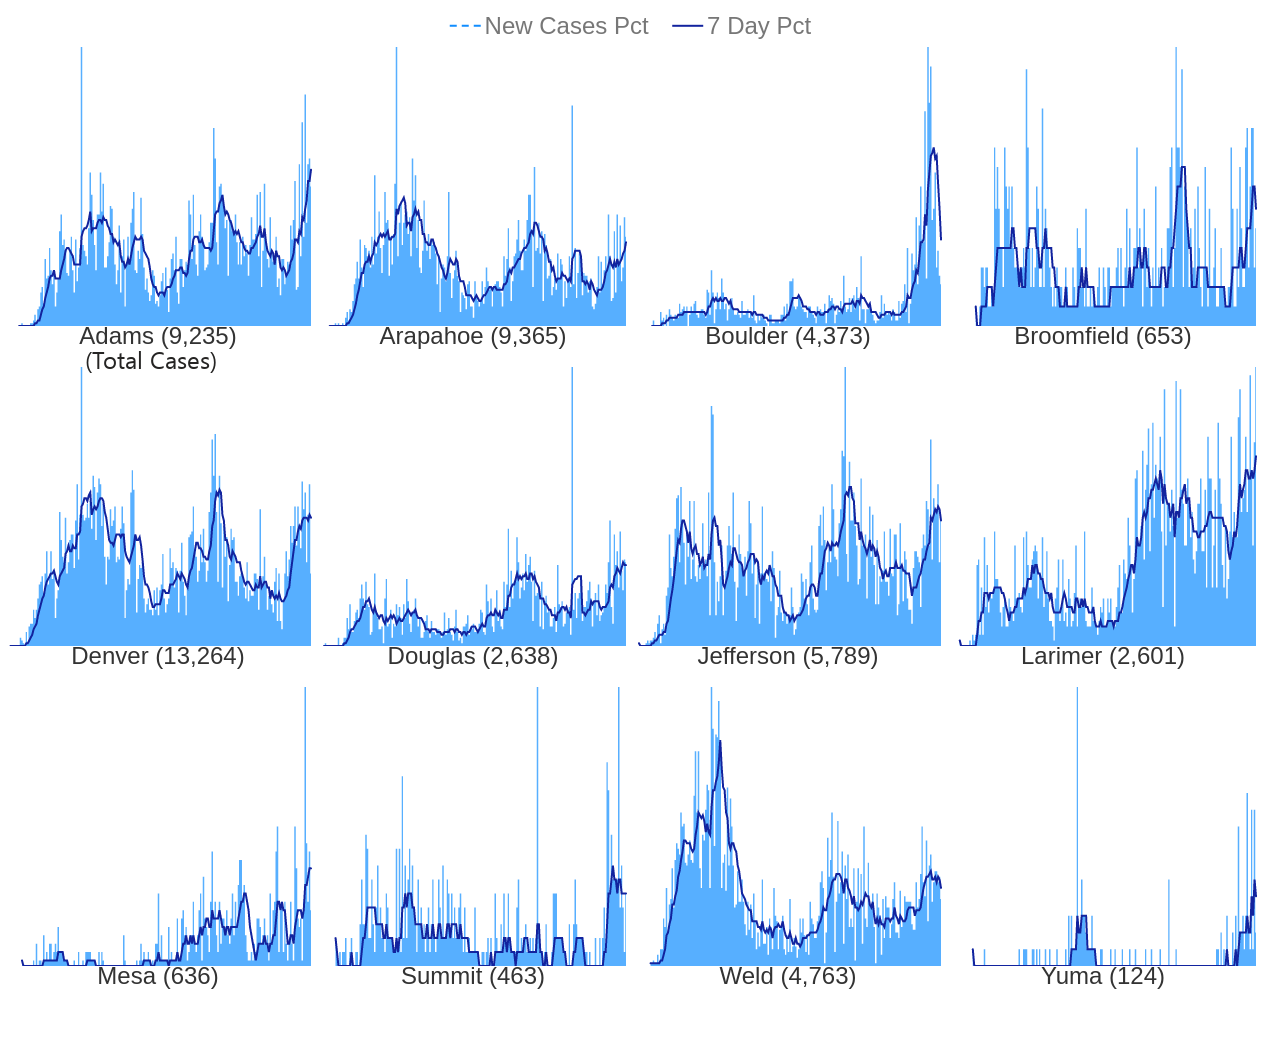 New Cases Pct 7 Day Pct
Adams (9,235) Arapahoe (9,365) Boulder (4,373) Broomfield (653)
(Total Cases)
Denver (13,264) Douglas (2,638) Jefferson (5,789) Larimer (2,601)
Mesa (636) Summit (463) Weld (4,763) Yuma (124)